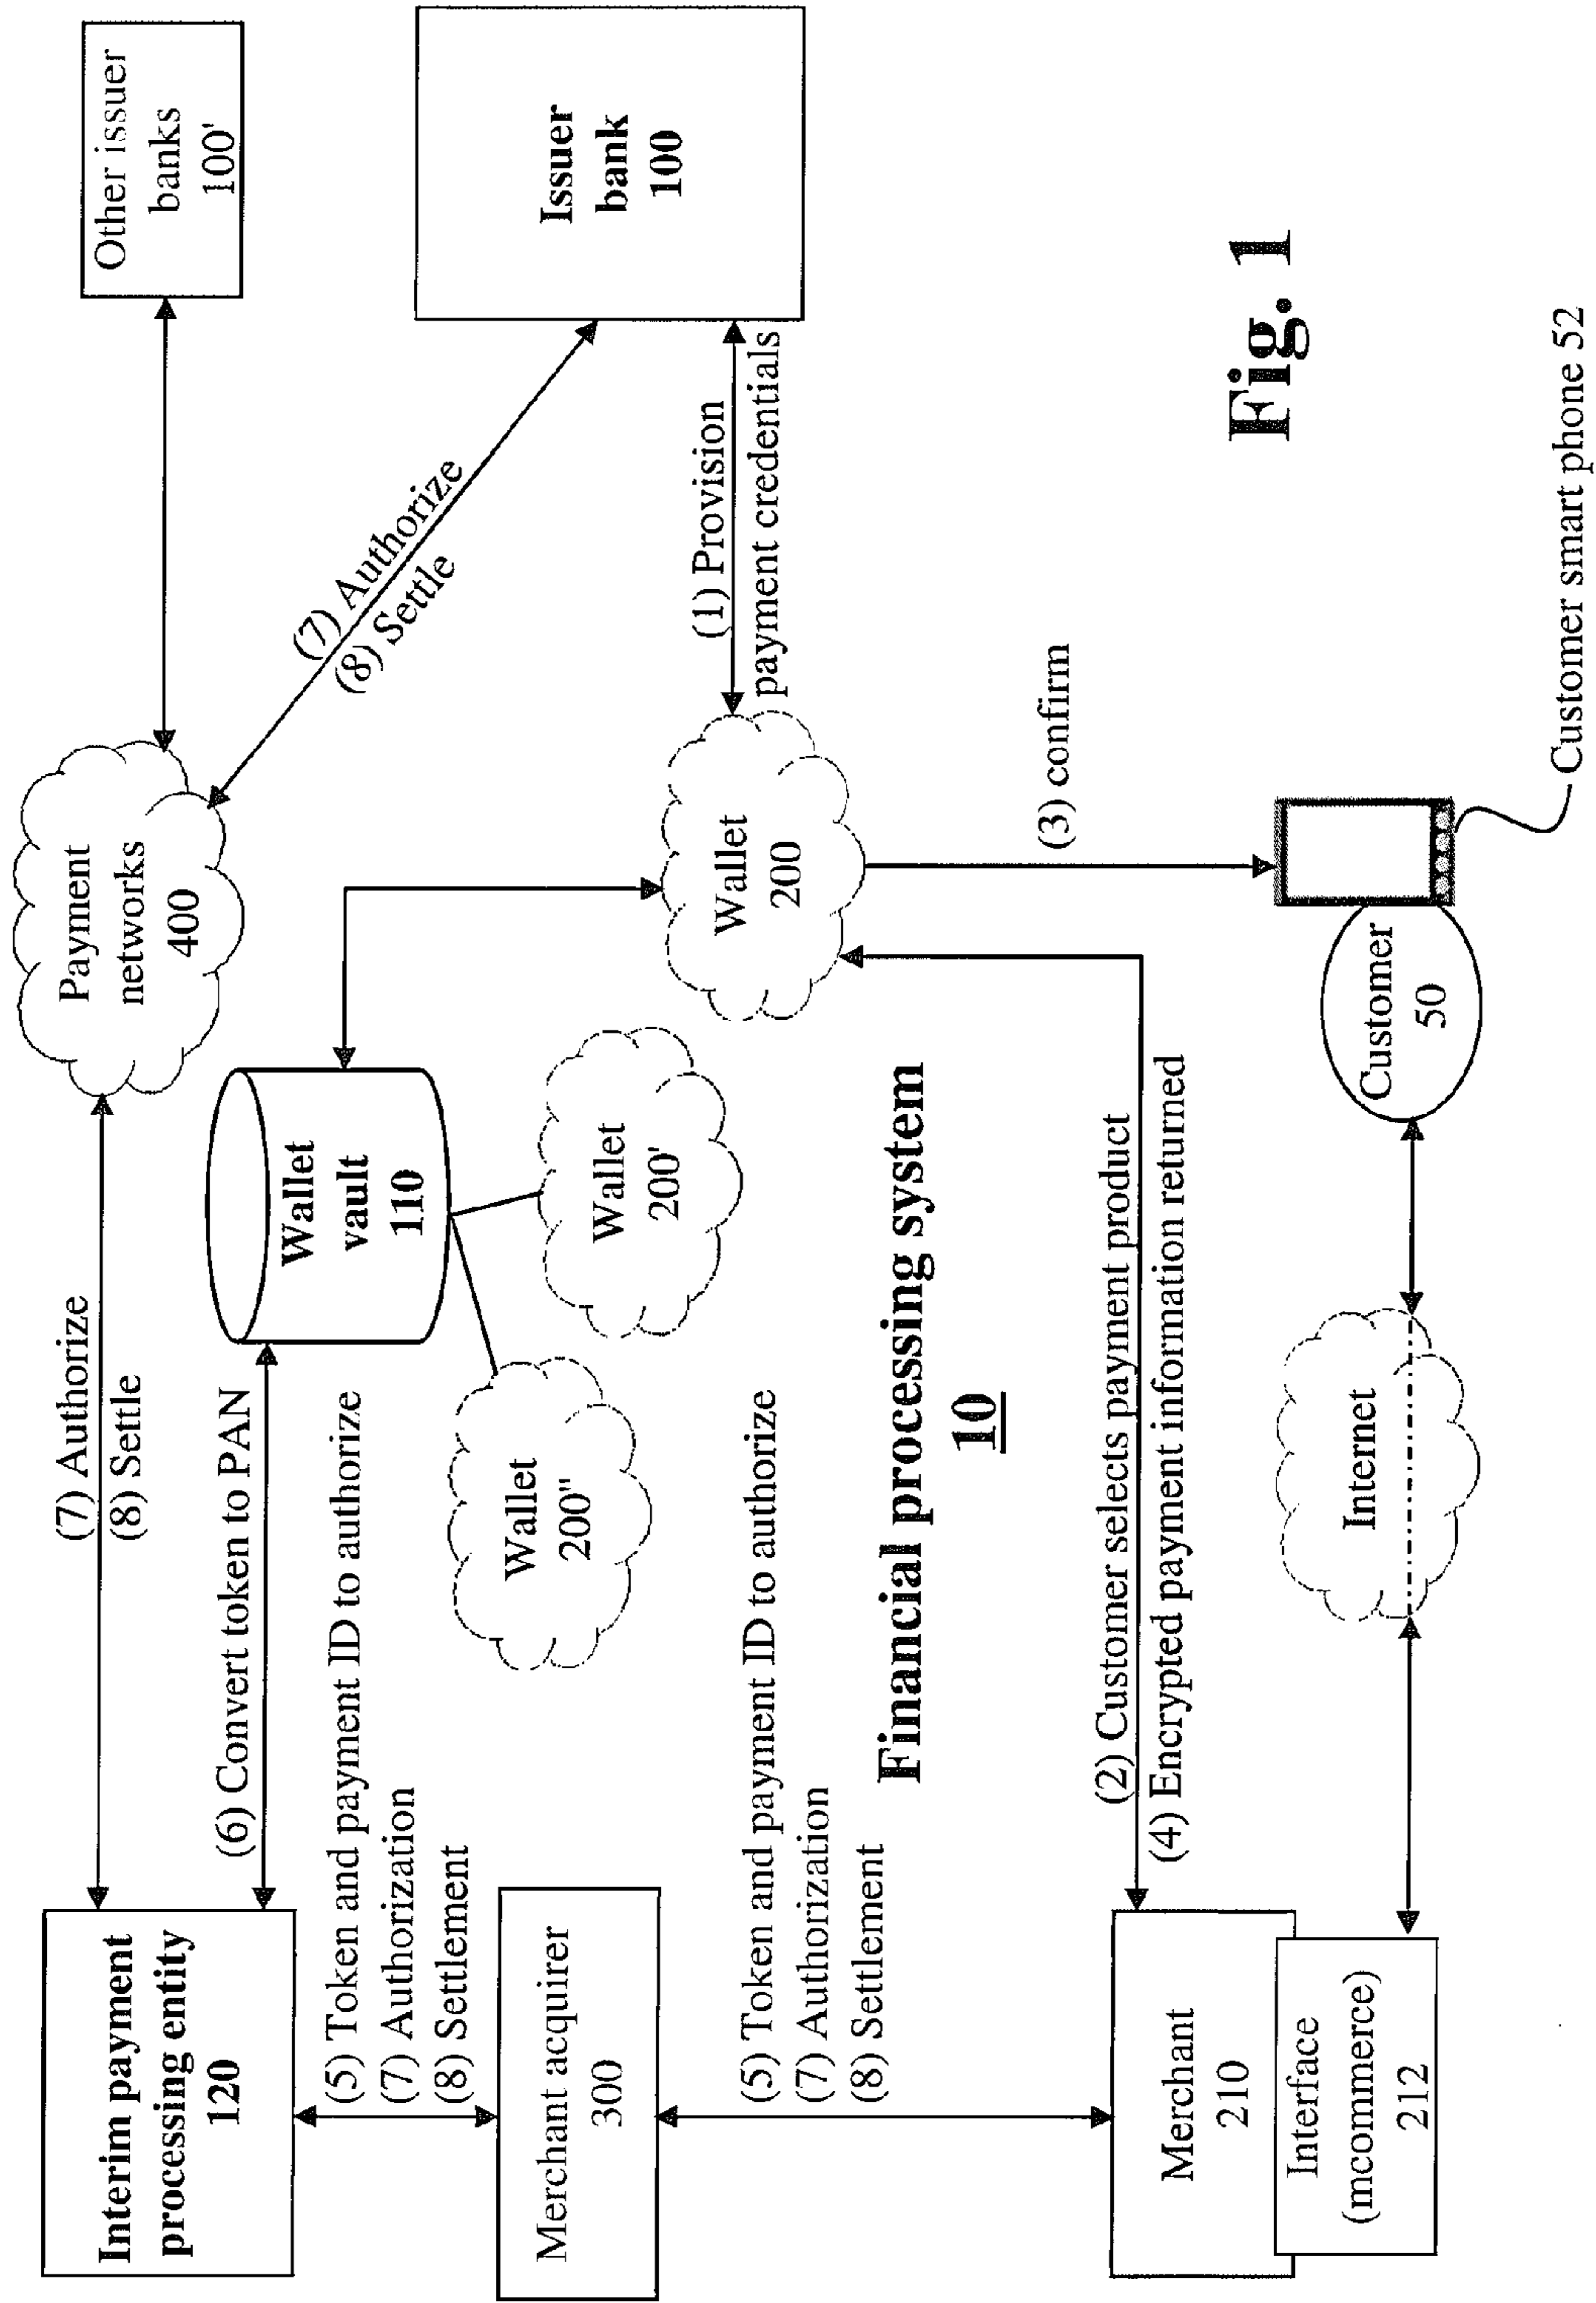 Interim payment
processing entity
120
(7) Authorize
(8) Settle
Payment
networks
400
Other issuer
banks
100'
(6) Convert token to PAN
Wallet
vault
110
(7) Authorize
(8) Settle
Issuer
bank
100
(5) Token and payment ID to authorize
(7) Authorization
(8) Settlement
Wallet
200"
Wallet
200'
Wallet
200
(1) Provision
payment credentials
Merchant acquirer
300
(5) Token and payment ID to authorize
(7) Authorization
(8) Settlement
Financial processing system
10
(3) confirm
(2) Customer selects payment product
(4) Encrypted payment information returned
Merchant
210
Interface
(mcommerce)
212
Internet
Customer
50
Customer smart phone 52
Fig. 1